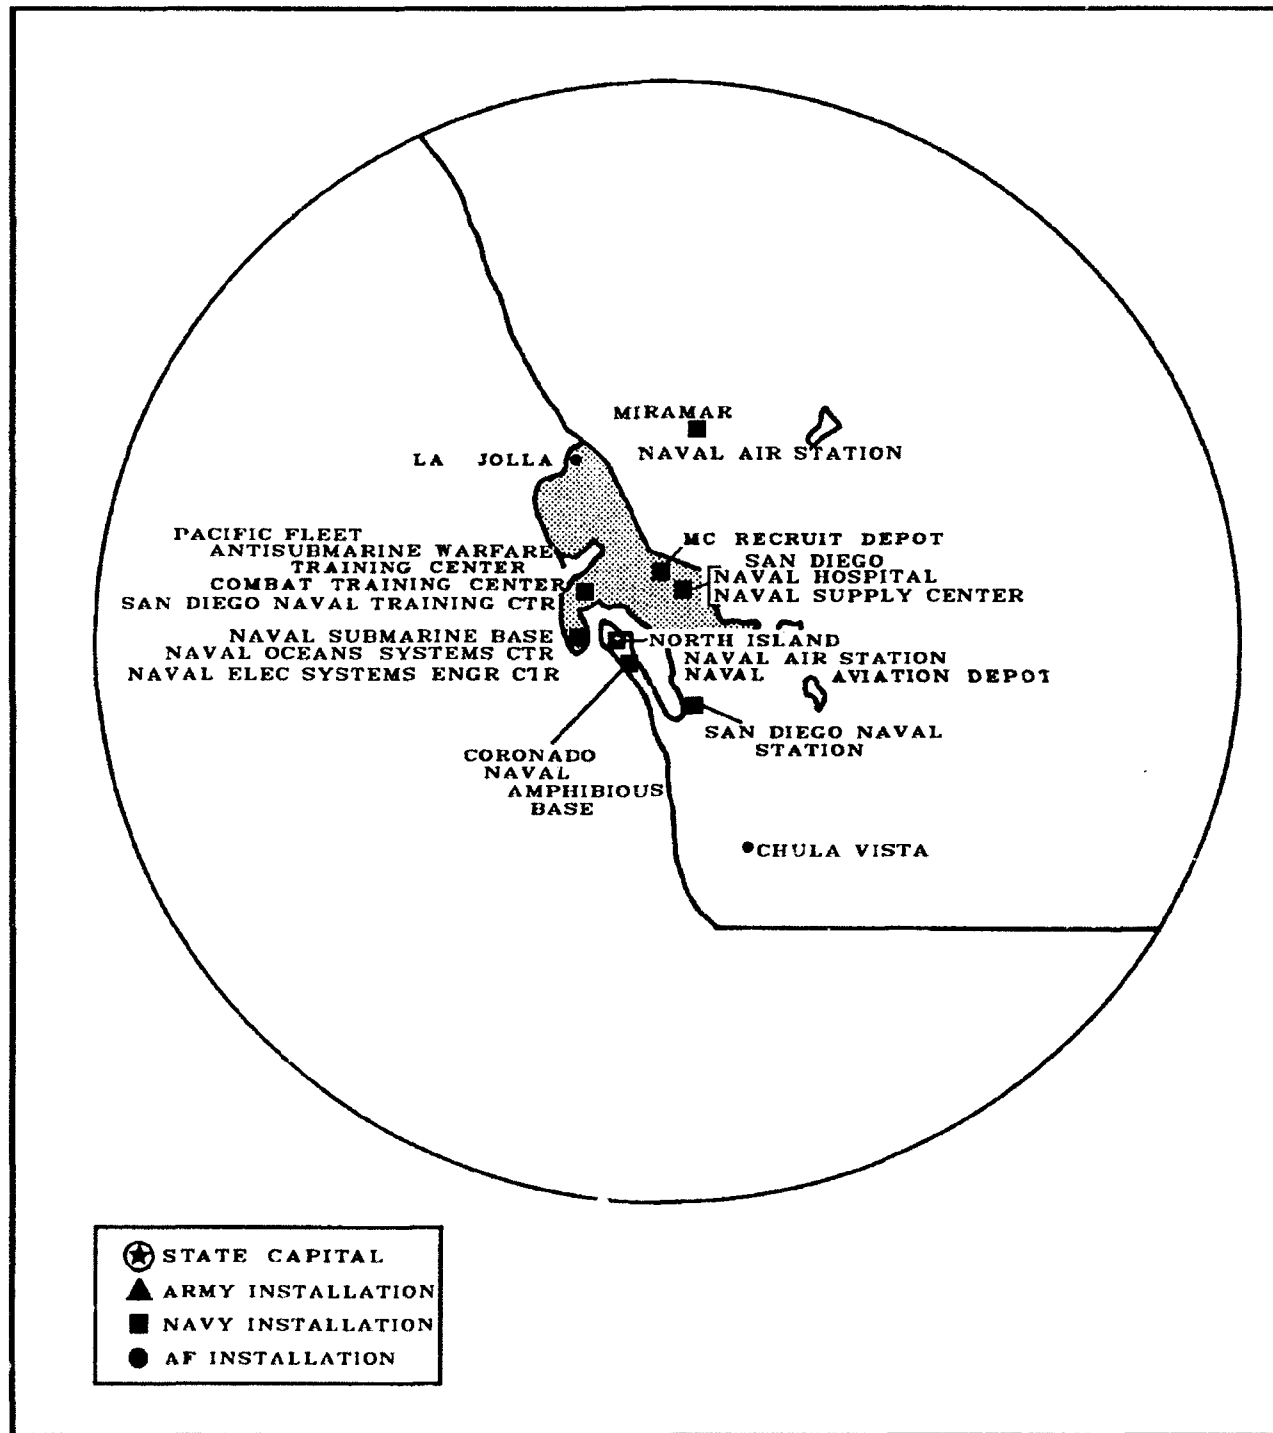 MIRAMAR
NAVAL AIR STATION
LA JOLLA
PACIFIC FLEET
ANTISUBMARINE WARFARE
TRAINING CENTER
COMBAT TRAINING CENTER
SAN DIEGO NAVAL TRAINING CTR
MC RECRUIT DEPOT
SAN DIEGO
NAVAL HOSPITAL
NAVAL SUPPLY CENTER
NAVAL SUBMARINE BASE
NAVAL OCEANS SYSTEMS CTR
NAVAL ELEC SYSTEMS ENGR CTR
NORTH ISLAND
NAVAL AIR STATION
NAVAL AVIATION DEPOT
SAN DIEGO NAVAL
STATION
CORONADO
NAVAL
AMPHIBIOUS
BASE
CHULA VISTA
STATE CAPITAL
ARMY INSTALLATION
NAVY INSTALLATION
AF INSTALLATION